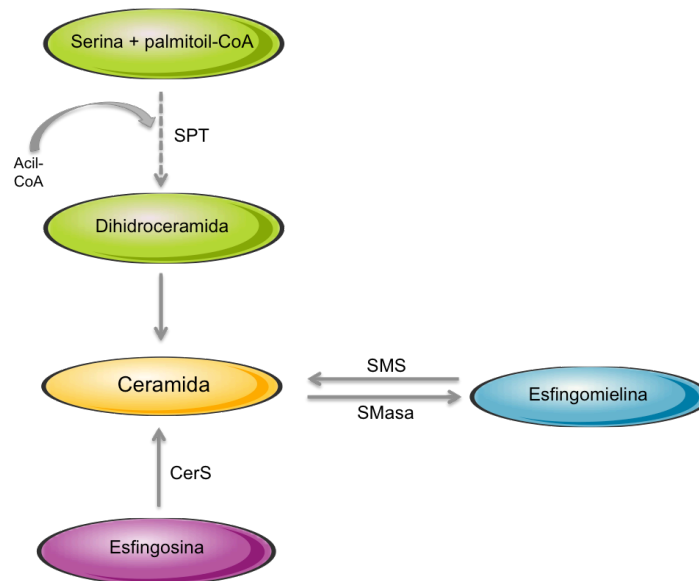 Serina + palmitoil-CoA
SPT
Acil-
CoA
Dihidroceramida
Ceramida
SMS
SMasa
Esfingomielina
CerS
Esfingosina